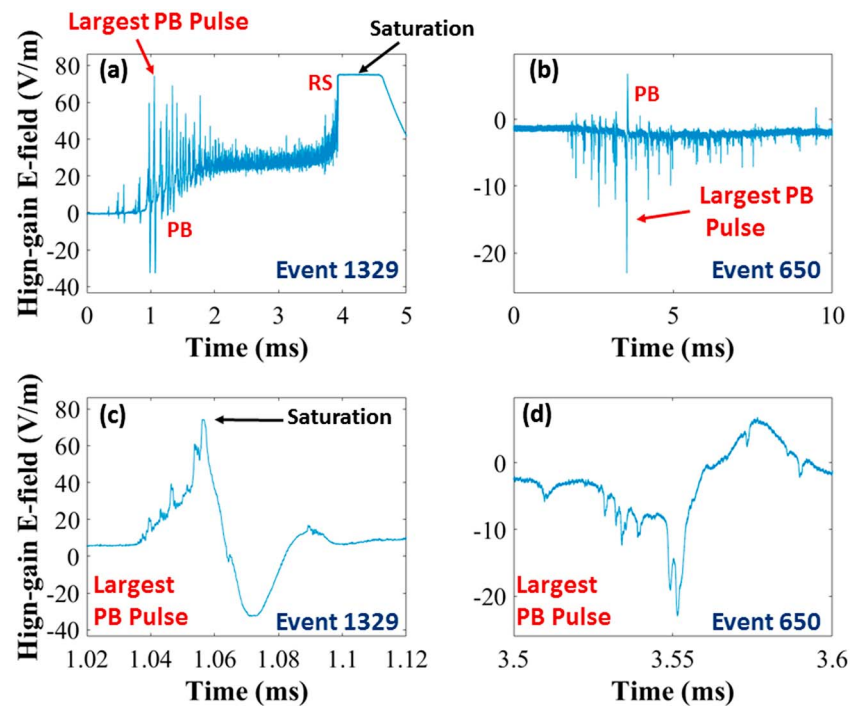 Largest PB Pulse
Saturation
Hign-gain E-field (V/m)
80
60
40
20
0
-20
-40
(a)
RS
PB
Event 1329
0
1
2
3
4
5
Time (ms)
0
-10
-20
(b)
PB
Largest PB
Pulse
Event 650
0
5
10
Time (ms)
Hign-gain E-field (V/m)
80
60
40
20
0
-20
-40
(c)
Saturation
Largest
PB Pulse
Event 1329
1.02
1.04
1.06
1.08
1.1
1.12
Time (ms)
0
-10
-20
(d)
Largest
PB Pulse
Event 650
3.5
3.55
3.6
Time (ms)